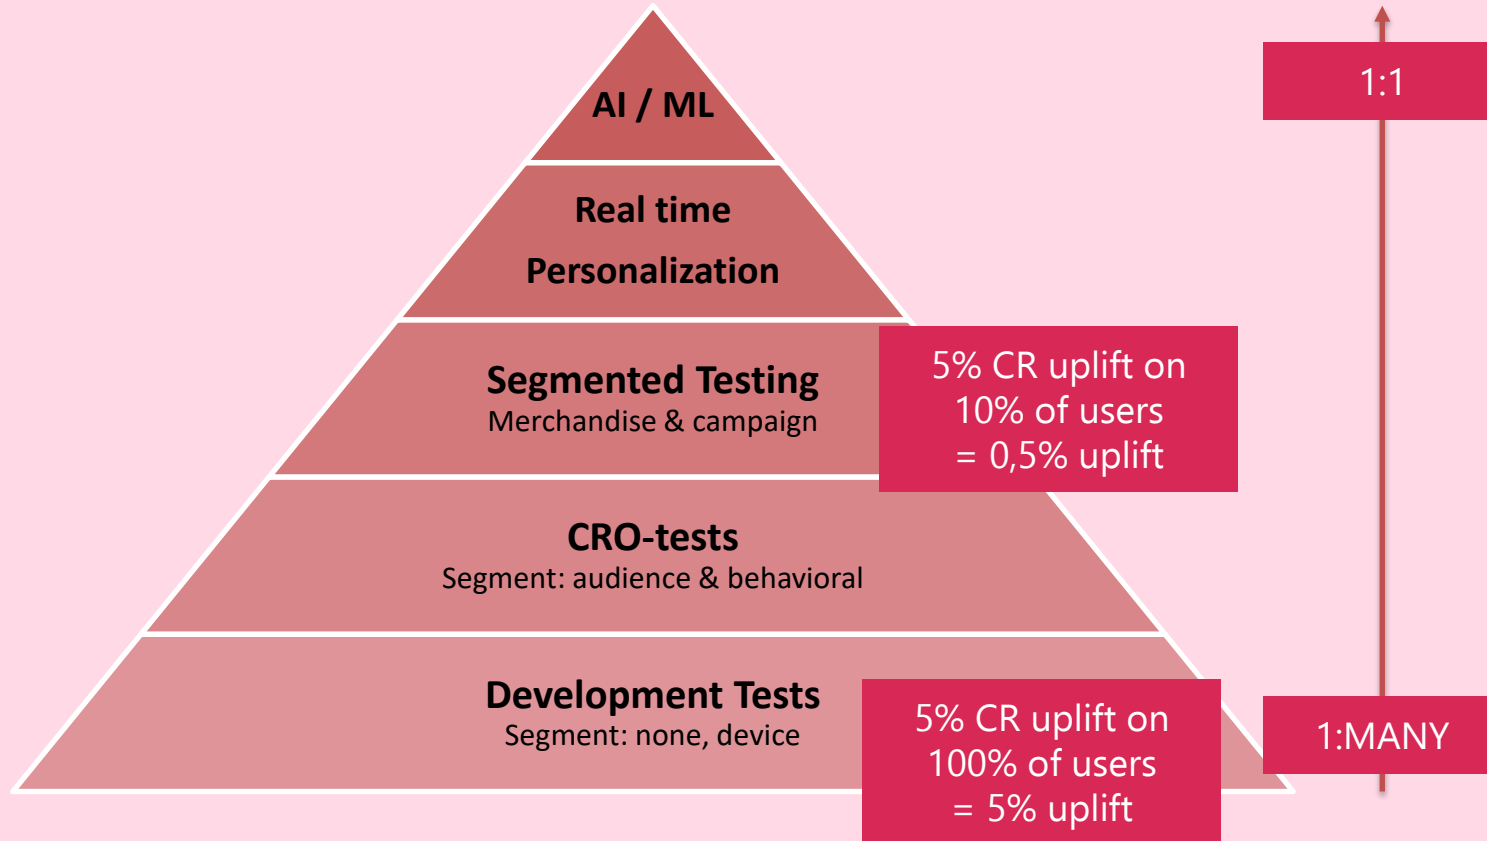 AI / ML
Real time
Personalization
Segmented Testing
Merchandise & campaign
CRO-tests
Segment: audience & behavioral
Development Tests
Segment: none, device
5% CR uplift on
10% of users
= 0,5% uplift
5% CR uplift on
100% of users
= 5% uplift
1:1
1:MANY